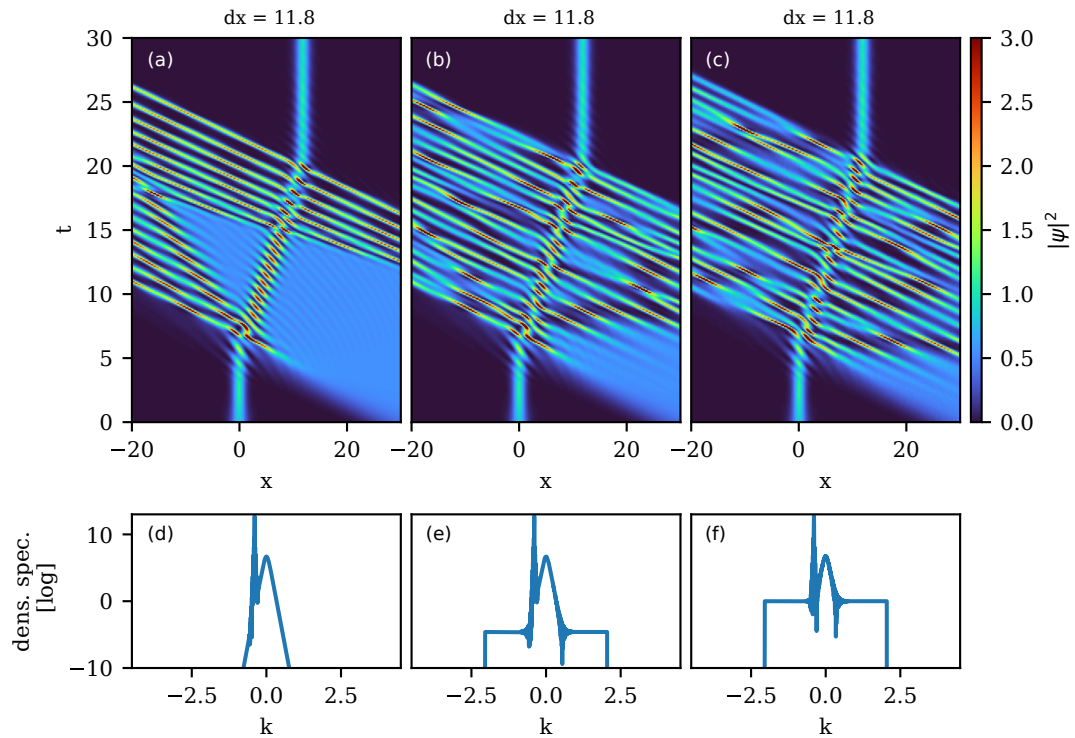 dx = 11.8 dx = 11.8 dx = 11.8
(a) (b) (c)
30
25
20
15
10
5
0
t
−20 0 20 −20 0 20 −20 0 20
x x x
3.0
2.5
2.0
1.5
1.0
0.5
0.0
|ψ|²
(d) (e) (f)
10
0
−10
dens. spec.
[log]
−2.5 0.0 2.5 −2.5 0.0 2.5 −2.5 0.0 2.5
k k k